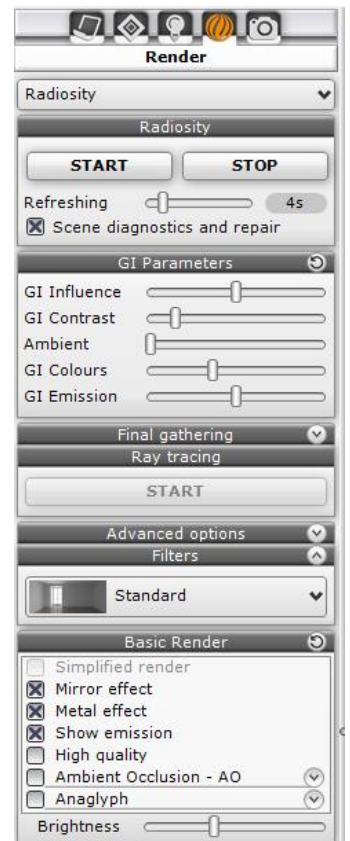 Render
Radiosity
Radiosity
START STOP
Refreshing 4s
Scene diagnostics and repair
GI Parameters
GI Influence
GI Contrast
Ambient
GI Colours
GI Emission
Final gathering
Ray tracing
START
Advanced options
Filters
Standard
Basic Render
Simplified render
Mirror effect
Metal effect
Show emission
High quality
Ambient Occlusion - AO
Anaglyph
Brightness